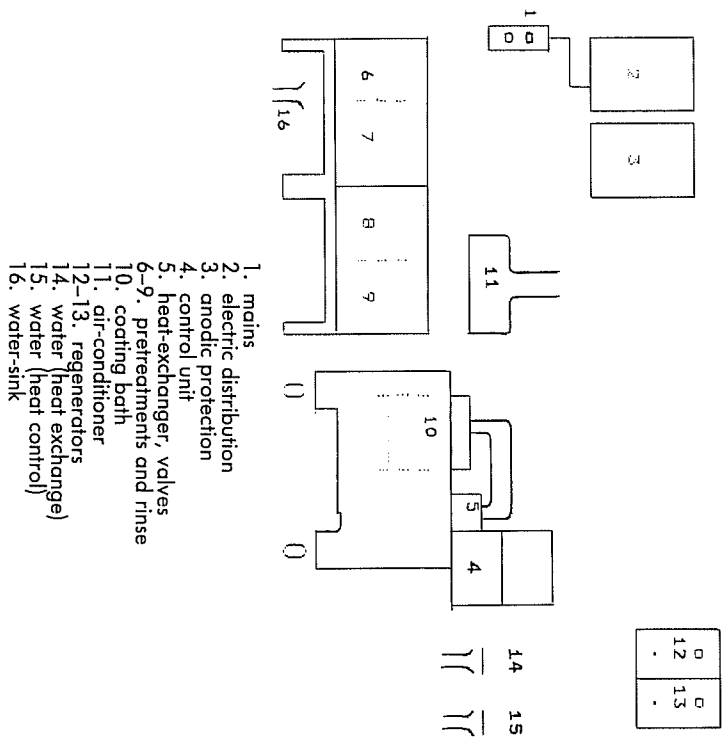 1
2
3
6
7
8
9
16
11
10
5
4
12
13
14
15
1. mains
2. electric distribution
3. anodic protection
4. control unit
5. heat-exchanger, valves
6–9. pretreatments and rinse
10. coating bath
11. air-conditioner
12–13. regenerators
14. water (heat exchange)
15. water (heat control)
16. water-sink